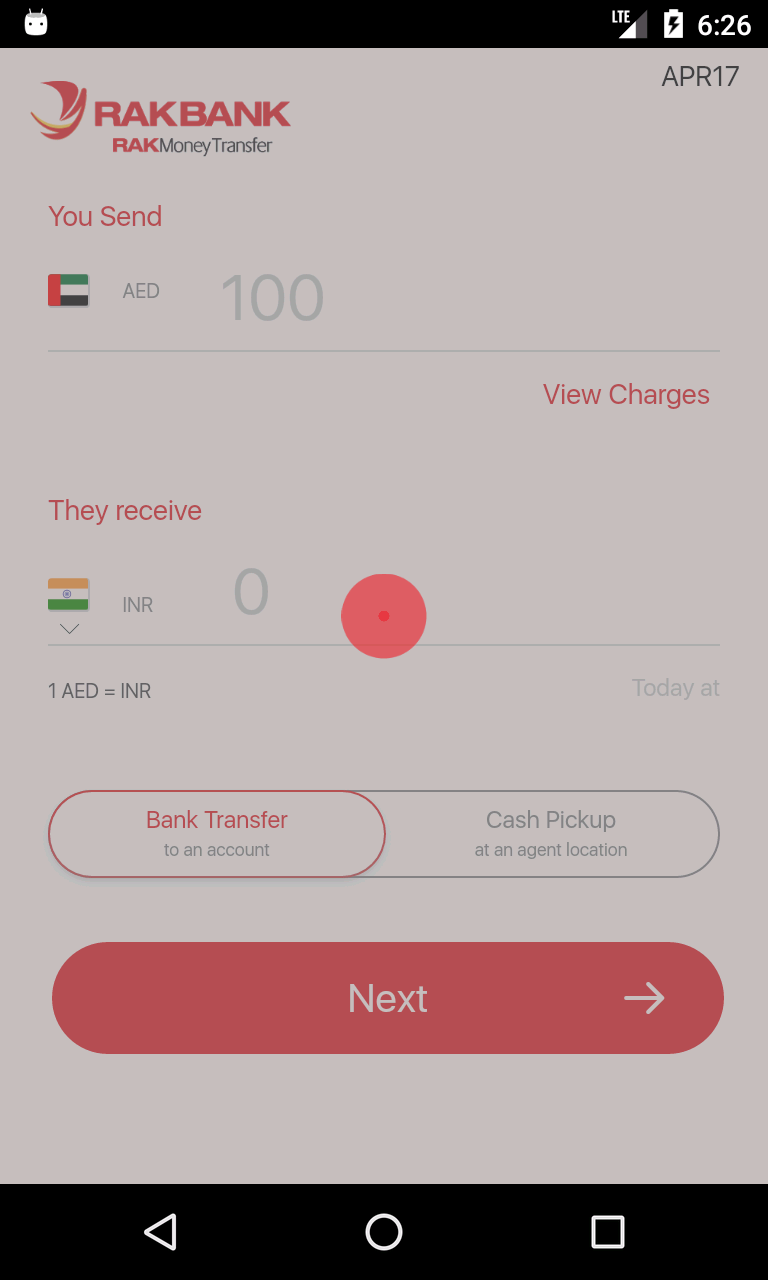 LTE 6:26
APR17
RAKBANK
RAKMoneyTransfer
You Send
AED 100
View Charges
They receive
INR 0
1 AED = INR
Today at
Bank Transfer
to an account
Cash Pickup
at an agent location
Next